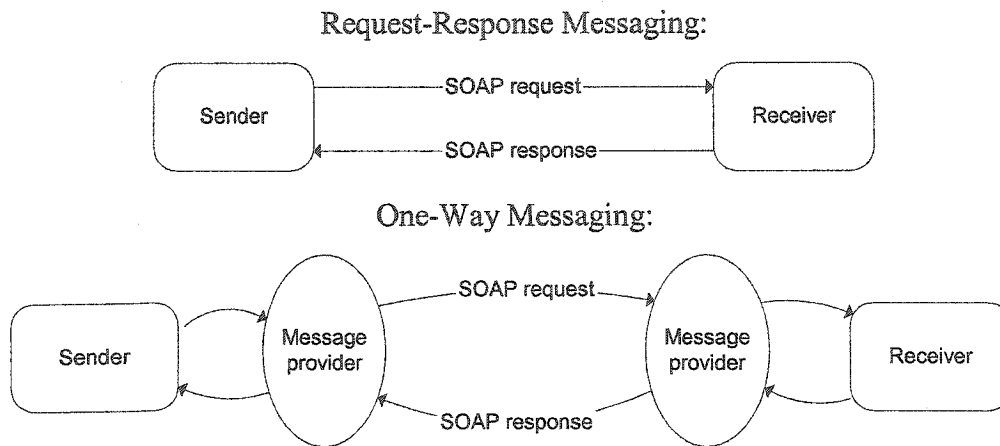 Request-Response Messaging:
SOAP request
Sender
Receiver
SOAP response
One-Way Messaging:
SOAP request
Sender
Message
provider
Message
provider
Receiver
SOAP response